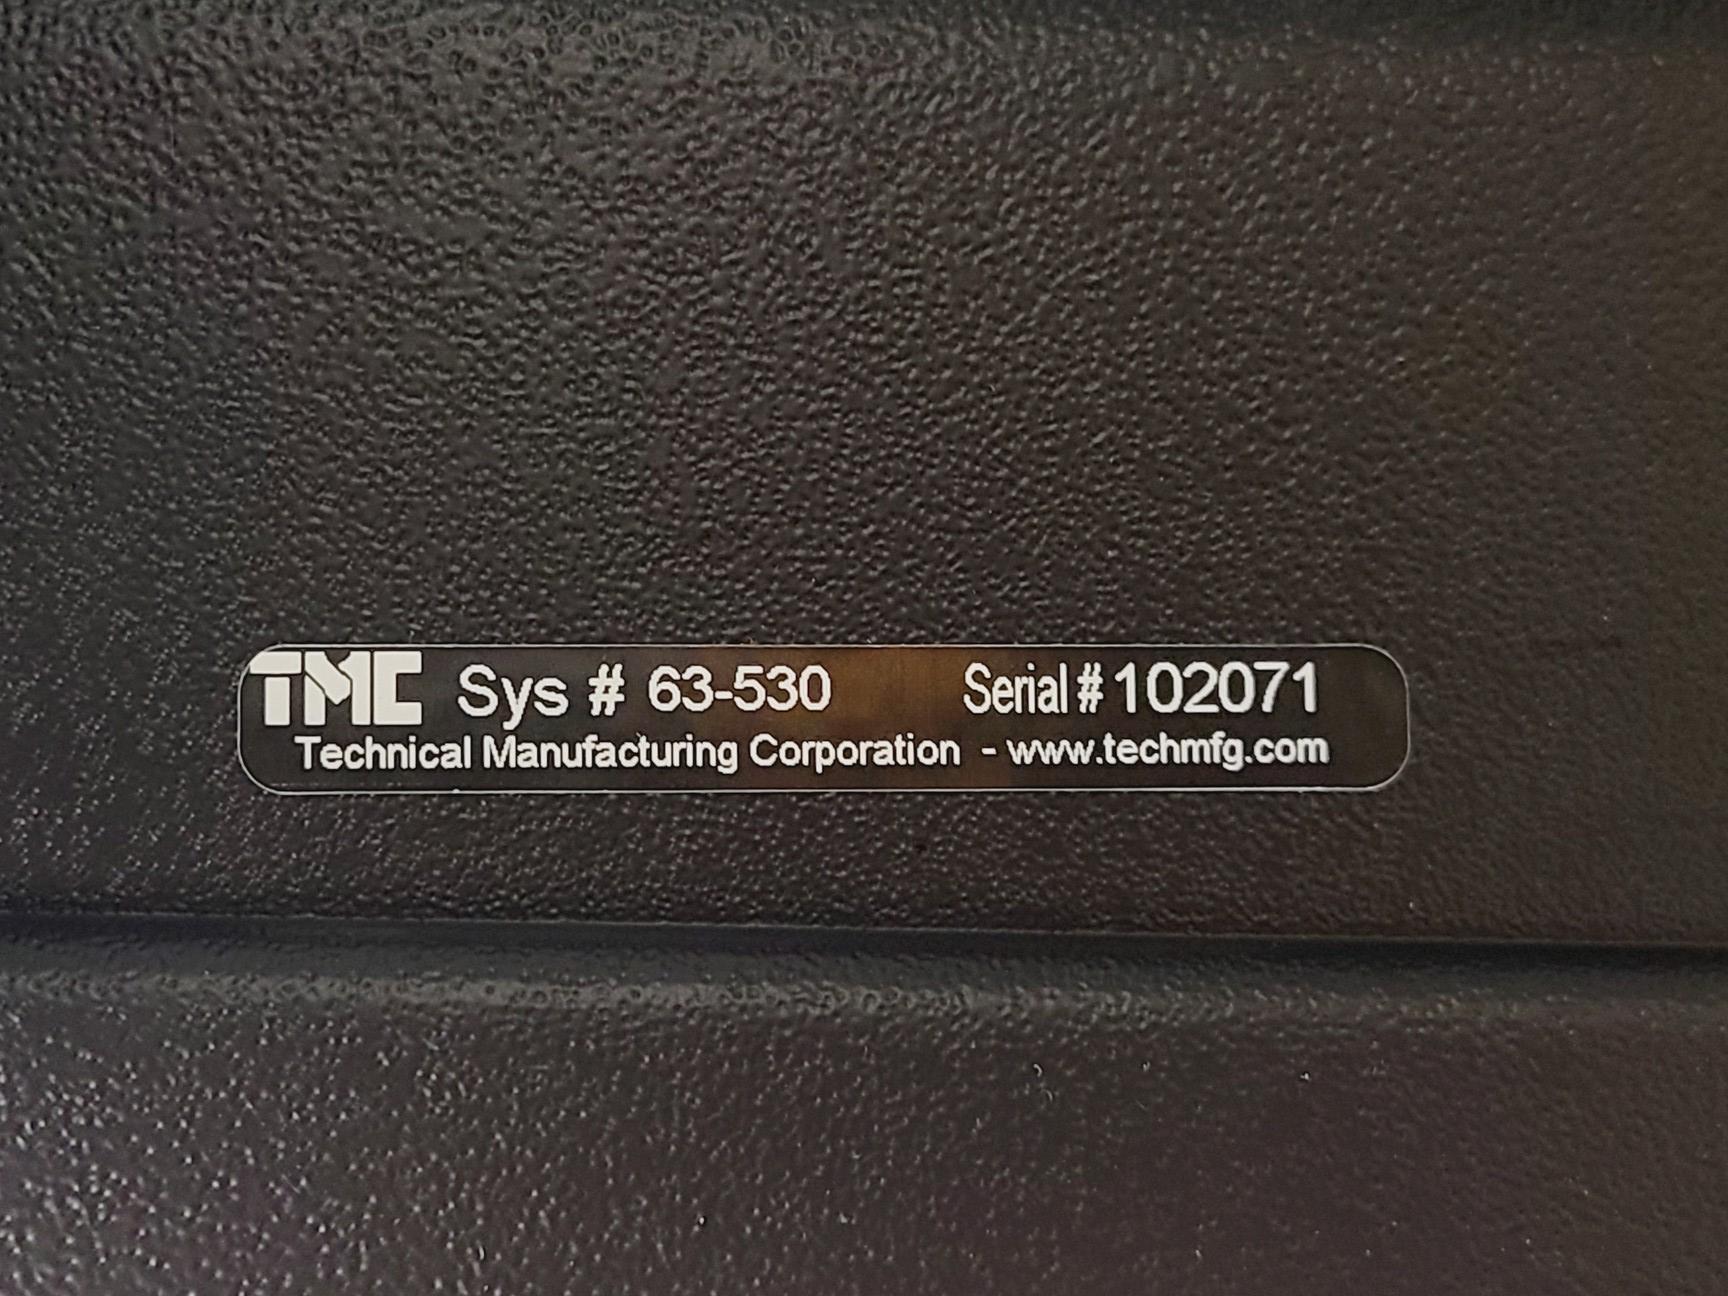 TMC Sys # 63-530 Serial # 102071
Technical Manufacturing Corporation - www.techmfg.com